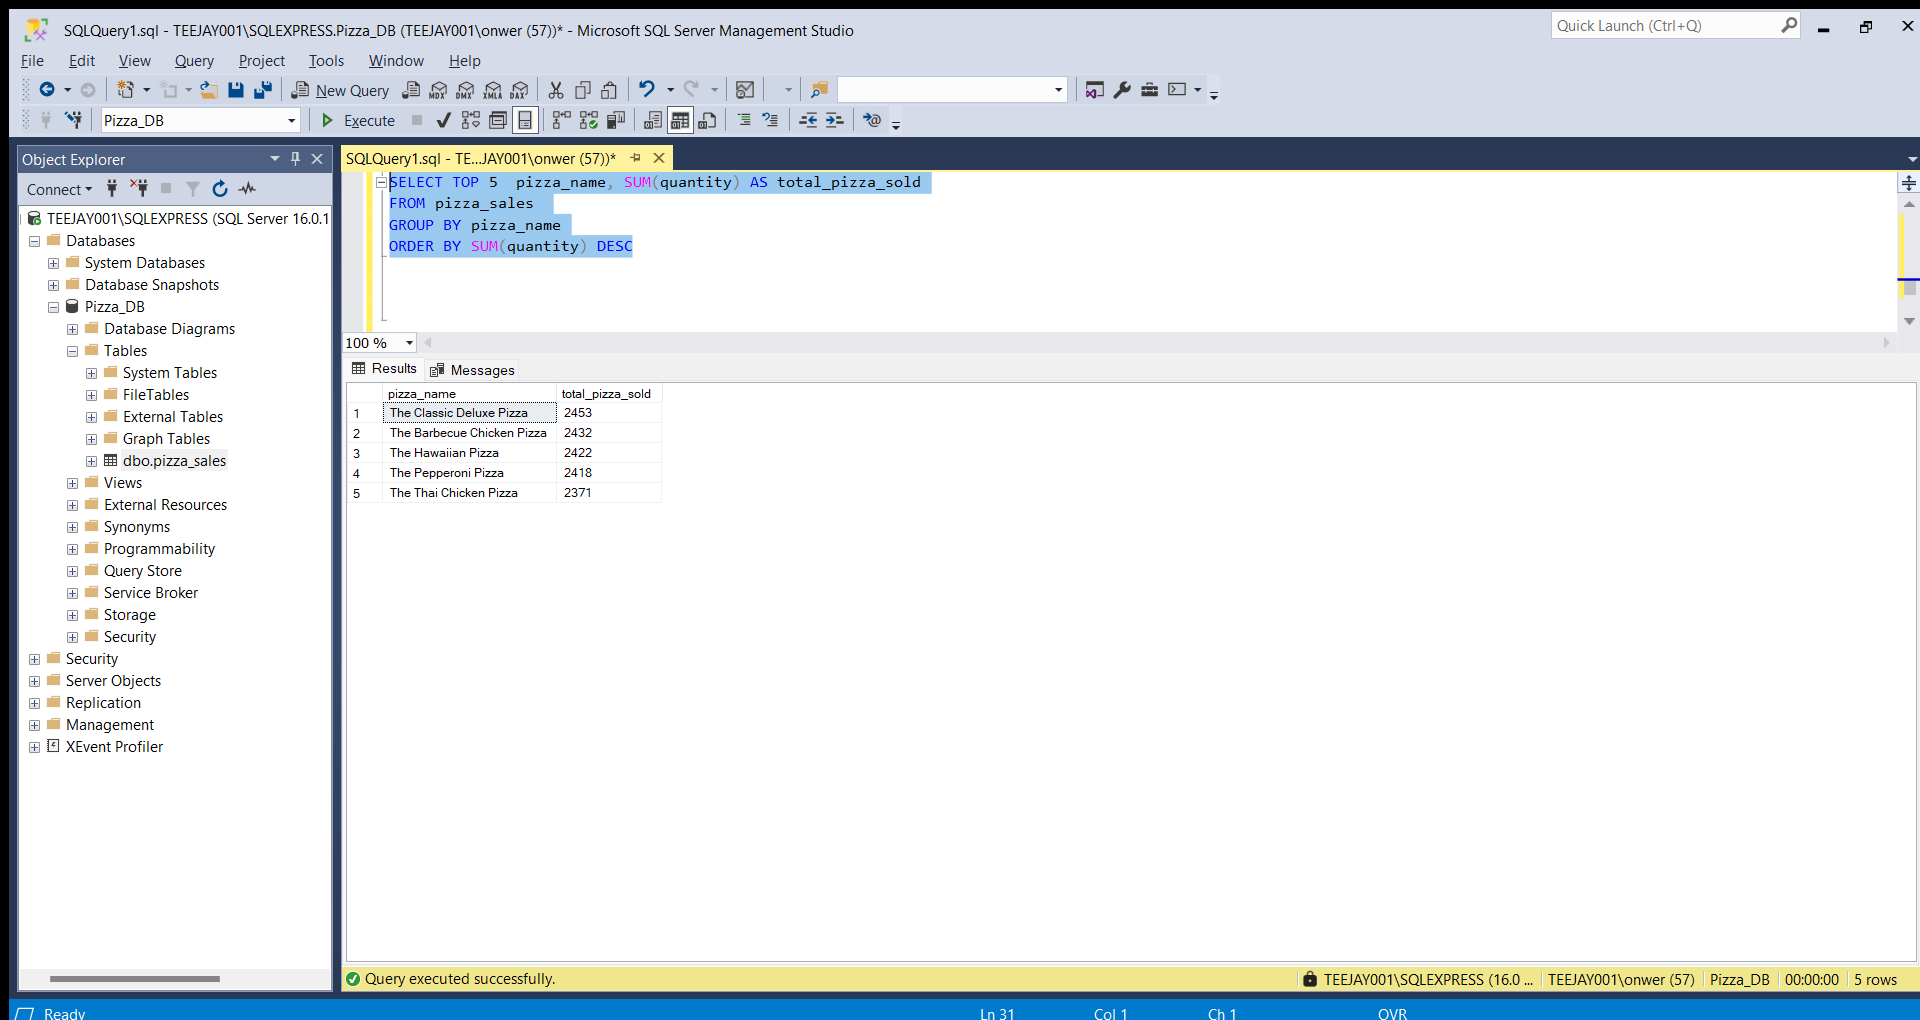 SQLQuery1.sql - TEEJAY001\SQLEXPRESS.Pizza_DB (TEEJAY001\onwer (57))* - Microsoft SQL Server Management Studio
Quick Launch (Ctrl+Q)
File Edit View Query Project Tools Window Help
New Query MDX DMX XMLA DAX
Pizza_DB Execute
Object Explorer
Connect
TEEJAY001\SQLEXPRESS (SQL Server 16.0.1
Databases
System Databases
Database Snapshots
Pizza_DB
Database Diagrams
Tables
System Tables
FileTables
External Tables
Graph Tables
dbo.pizza_sales
Views
External Resources
Synonyms
Programmability
Query Store
Service Broker
Storage
Security
Security
Server Objects
Replication
Management
XEvent Profiler
SQLQuery1.sql - TE...JAY001\onwer (57))*
SELECT TOP 5  pizza_name, SUM(quantity) AS total_pizza_sold
FROM pizza_sales
GROUP BY pizza_name
ORDER BY SUM(quantity) DESC
100 %
Results Messages
pizza_name total_pizza_sold
1 The Classic Deluxe Pizza 2453
2 The Barbecue Chicken Pizza 2432
3 The Hawaiian Pizza 2422
4 The Pepperoni Pizza 2418
5 The Thai Chicken Pizza 2371
Query executed successfully.
TEEJAY001\SQLEXPRESS (16.0 ... TEEJAY001\onwer (57) Pizza_DB 00:00:00 5 rows
Ready Ln 31 Col 1 Ch 1 OVR